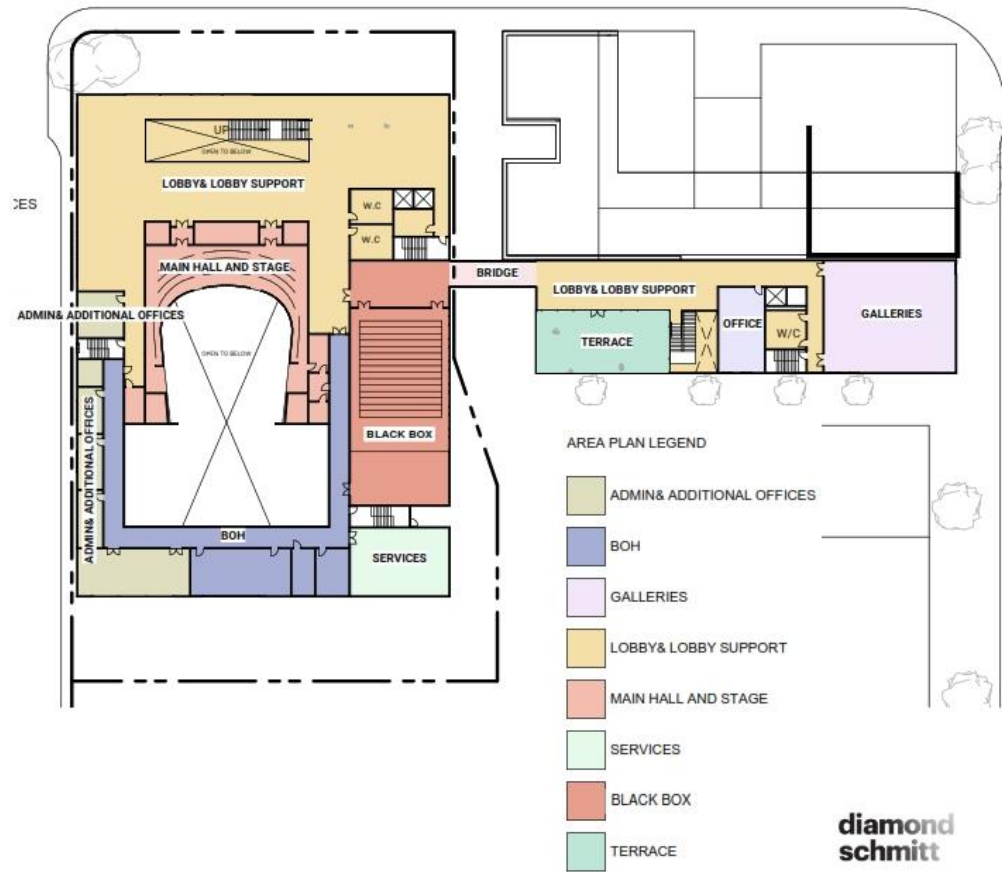 UP
OPEN TO BELOW
LOBBY& LOBBY SUPPORT
W.C
CES
W.C
MAIN HALL AND STAGE
BRIDGE
LOBBY& LOBBY SUPPORT
ADMIN& ADDITIONAL OFFICES
OFFICE
GALLERIES
W/C
TERRACE
OPEN TO BELOW
BLACK BOX
ADMIN& ADDITIONAL OFFICES
BOH
SERVICES
AREA PLAN LEGEND
ADMIN& ADDITIONAL OFFICES
BOH
GALLERIES
LOBBY& LOBBY SUPPORT
MAIN HALL AND STAGE
SERVICES
BLACK BOX
TERRACE
diamond
schmitt